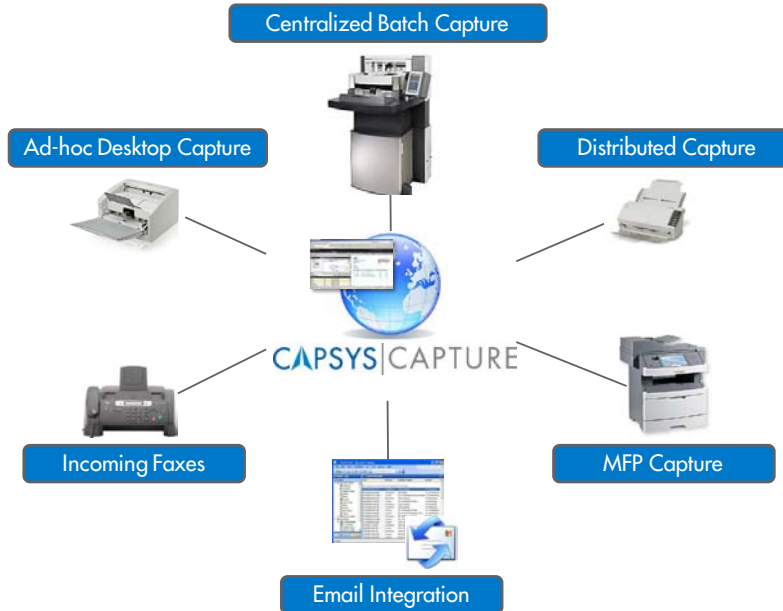 Centralized Batch Capture
Ad-hoc Desktop Capture
Distributed Capture
CAPSYS|CAPTURE
Incoming Faxes
MFP Capture
Email Integration